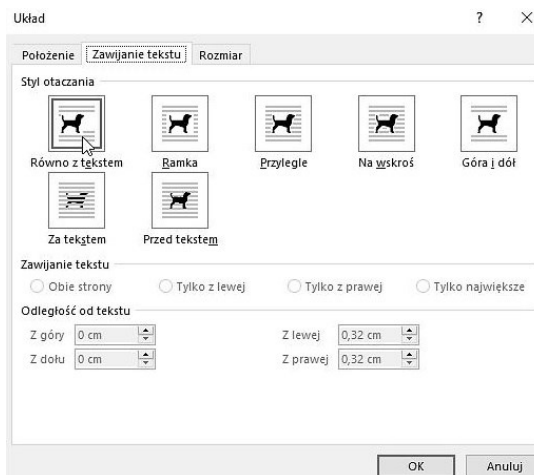 Układ
Położenie Zawijanie tekstu Rozmiar
Styl otaczania
Równo z tekstem Ramka Przylegle Na wskroś Góra i dół
Za tekstem Przed tekstem
Zawijanie tekstu
Obie strony Tylko z lewej Tylko z prawej Tylko największe
Odległość od tekstu
Z góry 0 cm Z lewej 0,32 cm
Z dołu 0 cm Z prawej 0,32 cm
OK Anuluj